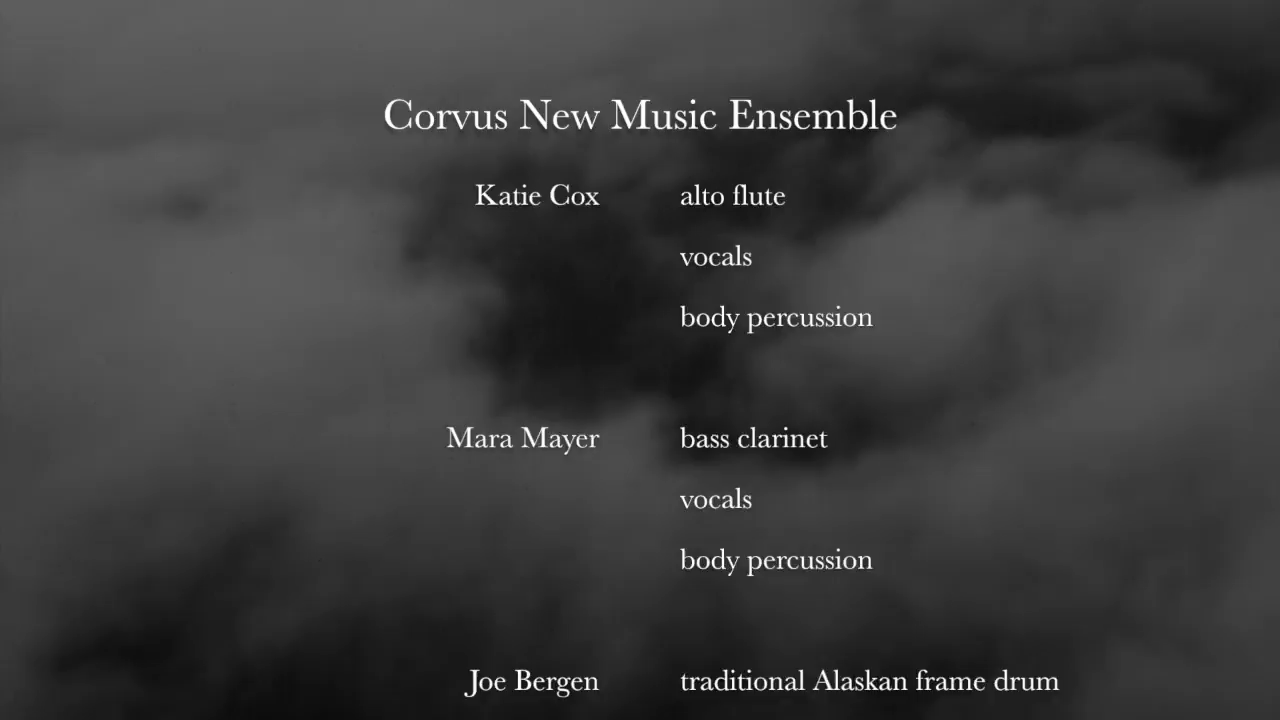 Corvus New Music Ensemble
Katie Cox alto flute
vocals
body percussion
Mara Mayer bass clarinet
vocals
body percussion
Joe Bergen traditional Alaskan frame drum